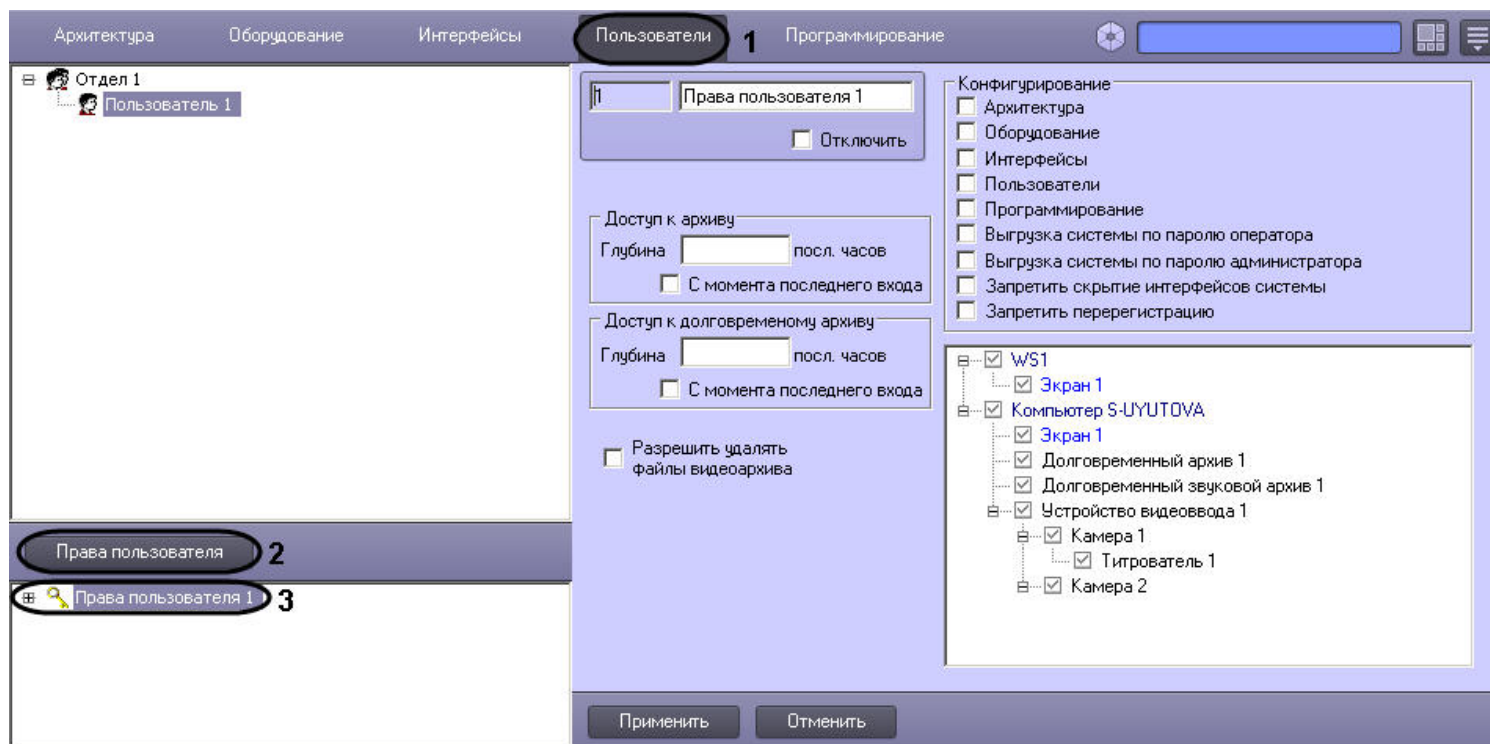 Архитектура Оборудование Интерфейсы Пользователи 1 Программирование
Отдел 1
Пользователь 1
Права пользователя 2
Права пользователя 1 3
1 Права пользователя 1
Отключить
Доступ к архиву
Глубина посл. часов
С момента последнего входа
Доступ к долговременому архиву
Глубина посл. часов
С момента последнего входа
Разрешить удалять
файлы видеоархива
Конфигурирование
Архитектура
Оборудование
Интерфейсы
Пользователи
Программирование
Выгрузка системы по паролю оператора
Выгрузка системы по паролю администратора
Запретить скрытие интерфейсов системы
Запретить перерегистрацию
WS1
Экран 1
Компьютер S-UYUTOVA
Экран 1
Долговременный архив 1
Долговременный звуковой архив 1
Устройство видеоввода 1
Камера 1
Титрователь 1
Камера 2
Применить Отменить